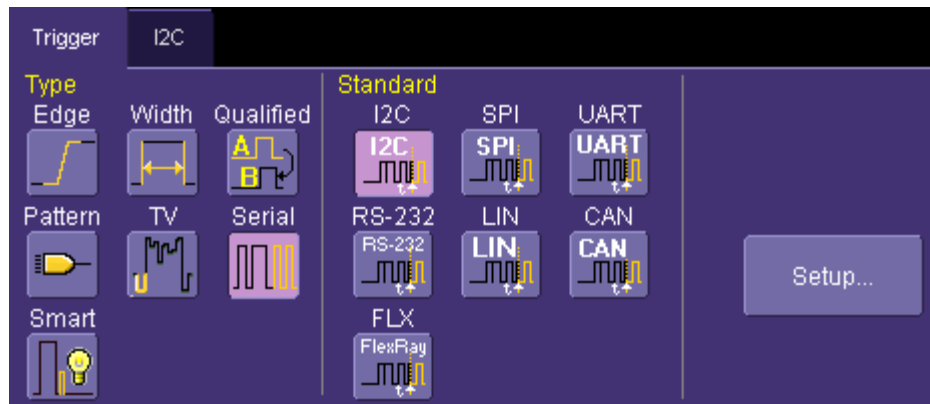 Trigger I2C
Type Standard
Edge Width Qualified I2C SPI UART
A
B
I2C SPI UART
Pattern TV Serial RS-232 LIN CAN
RS-232 LIN CAN
U
Setup...
Smart FLX
FlexRay